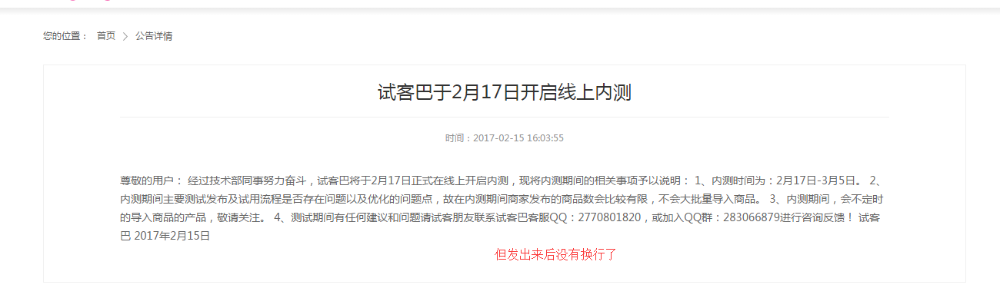 您的位置： 首页 > 公告详情
试客巴于2月17日开启线上内测
时间：2017-02-15 16:03:55
尊敬的用户： 经过技术部同事努力奋斗，试客巴将于2月17日正式在线上开启内测，现将内测期间的相关事项予以说明： 1、内测时间为：2月17日-3月5日。 2、
内测期间主要测试发布及试用流程是否存在问题以及优化的问题点，故在内测期间商家发布的商品数会比较有限，不会大批量导入商品。 3、内测期间，会不定时
的导入商品的产品，敬请关注。 4、测试期间有任何建议和问题请试客朋友联系试客巴客服QQ：2770801820，或加入QQ群：283066879进行咨询反馈！ 试客
巴 2017年2月15日
但发出来后没有换行了